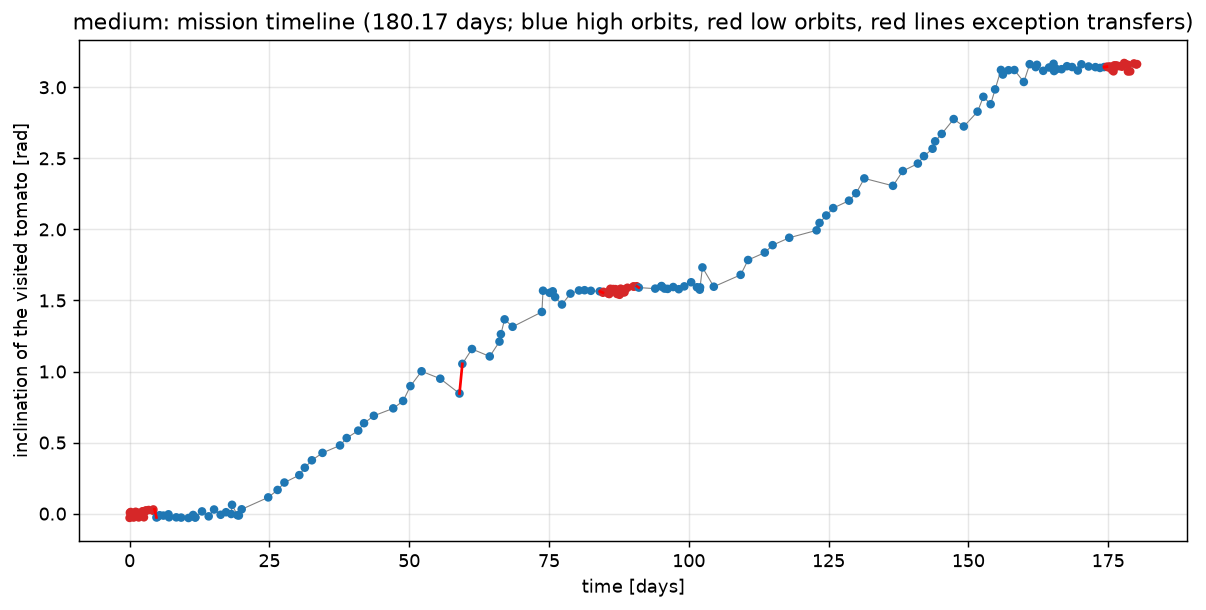 medium: mission timeline (180.17 days; blue high orbits, red low orbits, red lines exception transfers)
inclination of the visited tomato [rad]
3.0
2.5
2.0
1.5
1.0
0.5
0.0
0 25 50 75 100 125 150 175
time [days]